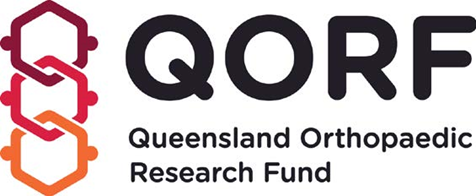 QORF
Queensland Orthopaedic
Research Fund